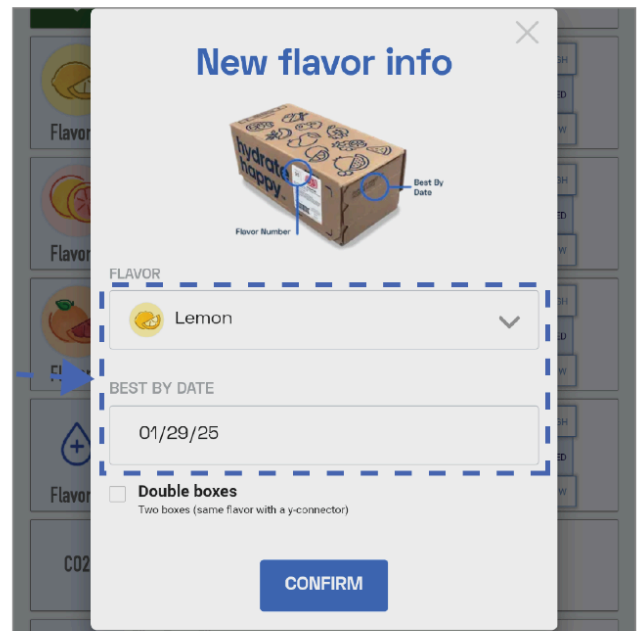 New flavor info
hydrate
happy
Best By
Date
Flavor Number
FLAVOR
Lemon
BEST BY DATE
01/29/25
Double boxes
Two boxes (same flavor with a y-connector)
CONFIRM
Flavor
Flavor
Flavor
CO2